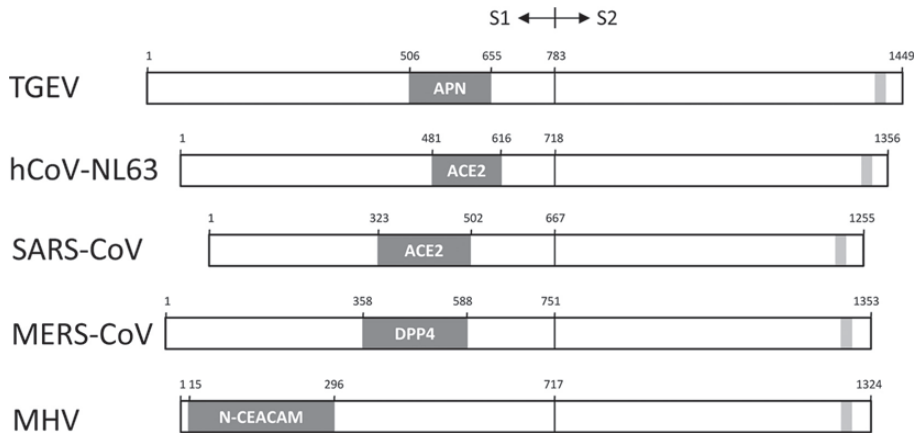 S1 S2
1 506 655 783 1449
TGEV APN
1 481 616 718 1356
hCoV-NL63 ACE2
1 323 502 667 1255
SARS-CoV ACE2
1 358 588 751 1353
MERS-CoV DPP4
1 15 296 717 1324
MHV N-CEACAM